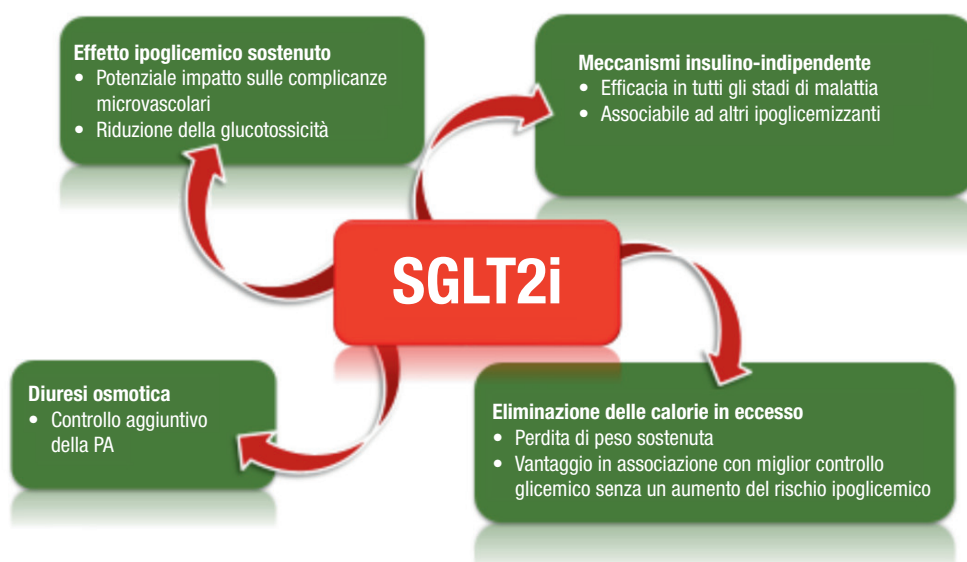 Effetto ipoglicemico sostenuto
• Potenziale impatto sulle complicanze
microvascolari
• Riduzione della glucotossicità
Meccanismi insulino-indipendente
• Efficacia in tutti gli stadi di malattia
• Associabile ad altri ipoglicemizzanti
SGLT2i
Diuresi osmotica
• Controllo aggiuntivo
della PA
Eliminazione delle calorie in eccesso
• Perdita di peso sostenuta
• Vantaggio in associazione con miglior controllo
glicemico senza un aumento del rischio ipoglicemico